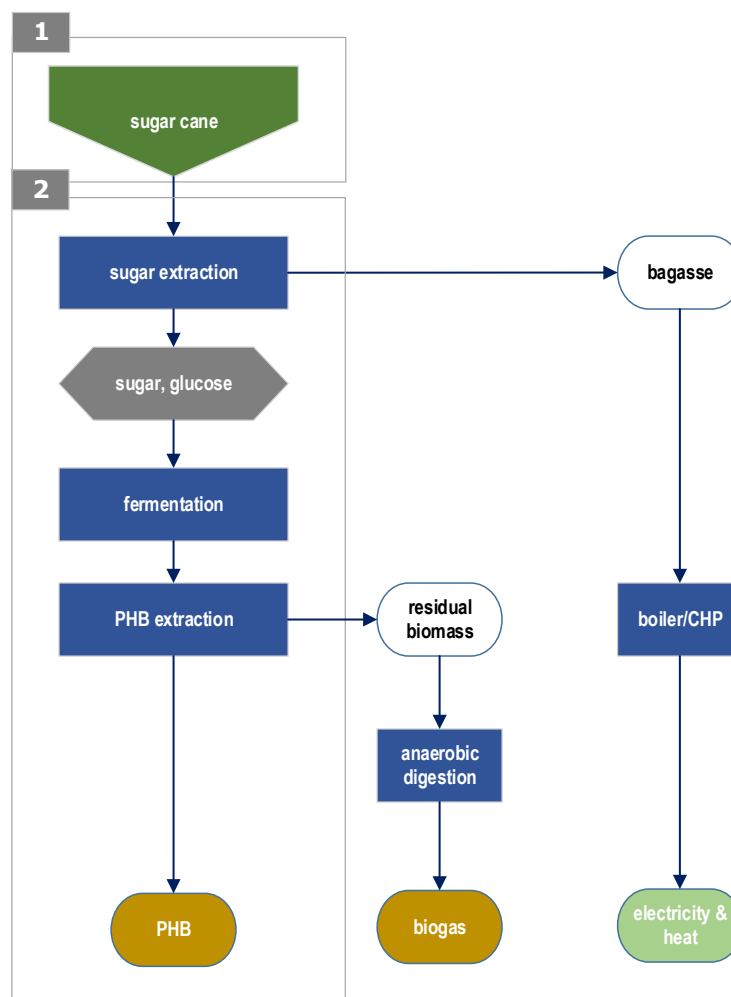 1
sugar cane
2
sugar extraction
bagasse
sugar, glucose
fermentation
PHB extraction
residual
biomass
boiler/CHP
anaerobic
digestion
PHB
biogas
electricity &
heat